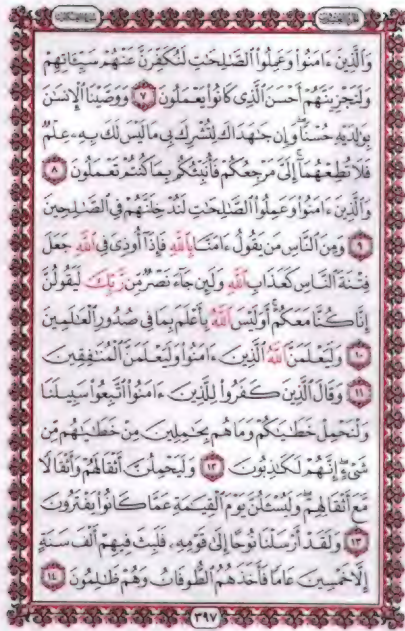 وَٱلَّذِينَ ءَامَنُوا۟ وَعَمِلُوا۟ ٱلصَّٰلِحَٰتِ لَنُكَفِّرَنَّ عَنْهُمْ سَيِّـَٔاتِهِمْ
وَلَنَجْزِيَنَّهُمْ أَحْسَنَ ٱلَّذِى كَانُوا۟ يَعْمَلُونَ ٧ وَوَصَّيْنَا ٱلْإِنسَٰنَ
بِوَٰلِدَيْهِ حُسْنًا ۖ وَإِن جَٰهَدَاكَ لِتُشْرِكَ بِى مَا لَيْسَ لَكَ بِهِۦ عِلْمٌ
فَلَا تُطِعْهُمَآ ۚ إِلَىَّ مَرْجِعُكُمْ فَأُنَبِّئُكُم بِمَا كُنتُمْ تَعْمَلُونَ ٨
وَٱلَّذِينَ ءَامَنُوا۟ وَعَمِلُوا۟ ٱلصَّٰلِحَٰتِ لَنُدْخِلَنَّهُمْ فِى ٱلصَّٰلِحِينَ
٩ وَمِنَ ٱلنَّاسِ مَن يَقُولُ ءَامَنَّا بِٱللَّهِ فَإِذَآ أُوذِىَ فِى ٱللَّهِ جَعَلَ
فِتْنَةَ ٱلنَّاسِ كَعَذَابِ ٱللَّهِ وَلَئِن جَآءَ نَصْرٌ مِّن رَّبِّكَ لَيَقُولُنَّ
إِنَّا كُنَّا مَعَكُمْ ۚ أَوَلَيْسَ ٱللَّهُ بِأَعْلَمَ بِمَا فِى صُدُورِ ٱلْعَٰلَمِينَ
١٠ وَلَيَعْلَمَنَّ ٱللَّهُ ٱلَّذِينَ ءَامَنُوا۟ وَلَيَعْلَمَنَّ ٱلْمُنَٰفِقِينَ
١١ وَقَالَ ٱلَّذِينَ كَفَرُوا۟ لِلَّذِينَ ءَامَنُوا۟ ٱتَّبِعُوا۟ سَبِيلَنَا
وَلْنَحْمِلْ خَطَٰيَٰكُمْ وَمَا هُم بِحَٰمِلِينَ مِنْ خَطَٰيَٰهُم مِّن
شَىْءٍ ۖ إِنَّهُمْ لَكَٰذِبُونَ ١٢ وَلَيَحْمِلُنَّ أَثْقَالَهُمْ وَأَثْقَالًا
مَّعَ أَثْقَالِهِمْ ۖ وَلَيُسْـَٔلُنَّ يَوْمَ ٱلْقِيَٰمَةِ عَمَّا كَانُوا۟ يَفْتَرُونَ
١٣ وَلَقَدْ أَرْسَلْنَا نُوحًا إِلَىٰ قَوْمِهِۦ فَلَبِثَ فِيهِمْ أَلْفَ سَنَةٍ
إِلَّا خَمْسِينَ عَامًا فَأَخَذَهُمُ ٱلطُّوفَانُ وَهُمْ ظَٰلِمُونَ ١٤
٣٩٧